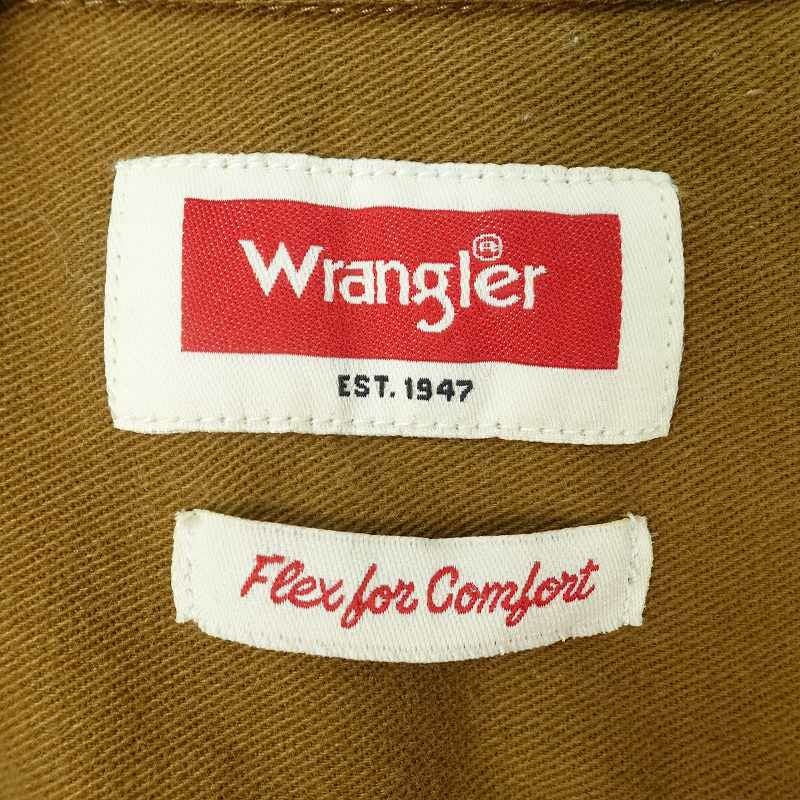 Wrangler®
EST. 1947
Flex for Comfort